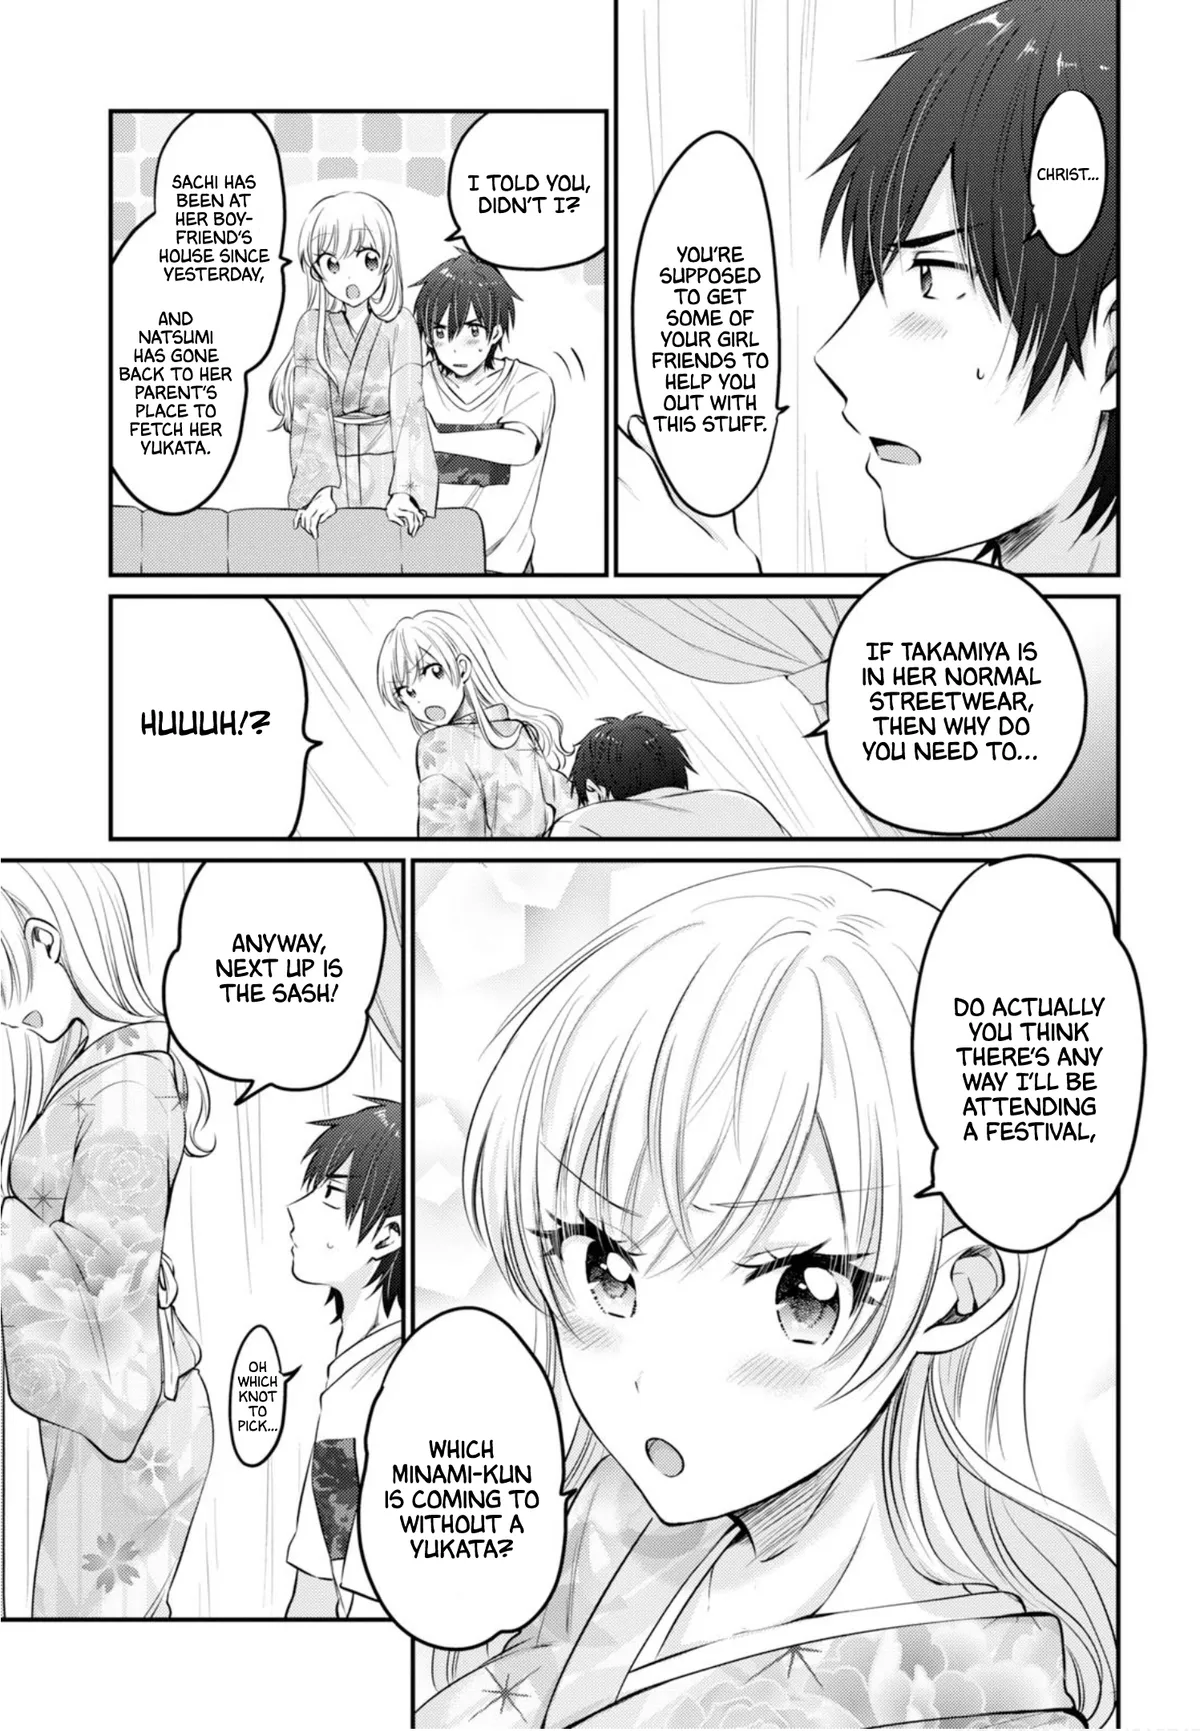 CHRIST...
YOU'RE
SUPPOSED
TO GET
SOME OF
YOUR GIRL
FRIENDS TO
HELP YOU
OUT WITH
THIS STUFF.
I TOLD YOU,
DIDN'T I?
SACHI HAS
BEEN AT
HER BOY-
FRIEND'S
HOUSE SINCE
YESTERDAY,
AND
NATSUMI
HAS GONE
BACK TO HER
PARENT'S
PLACE TO
FETCH HER
YUKATA.
IF TAKAMIYA IS
IN HER NORMAL
STREETWEAR,
THEN WHY DO
YOU NEED TO...
HUUUH!?
DO ACTUALLY
YOU THINK
THERE'S ANY
WAY I'LL BE
ATTENDING
A FESTIVAL,
WHICH
MINAMI-KUN
IS COMING TO
WITHOUT A
YUKATA?
ANYWAY,
NEXT UP IS
THE SASH!
OH
WHICH
KNOT
TO
PICK...